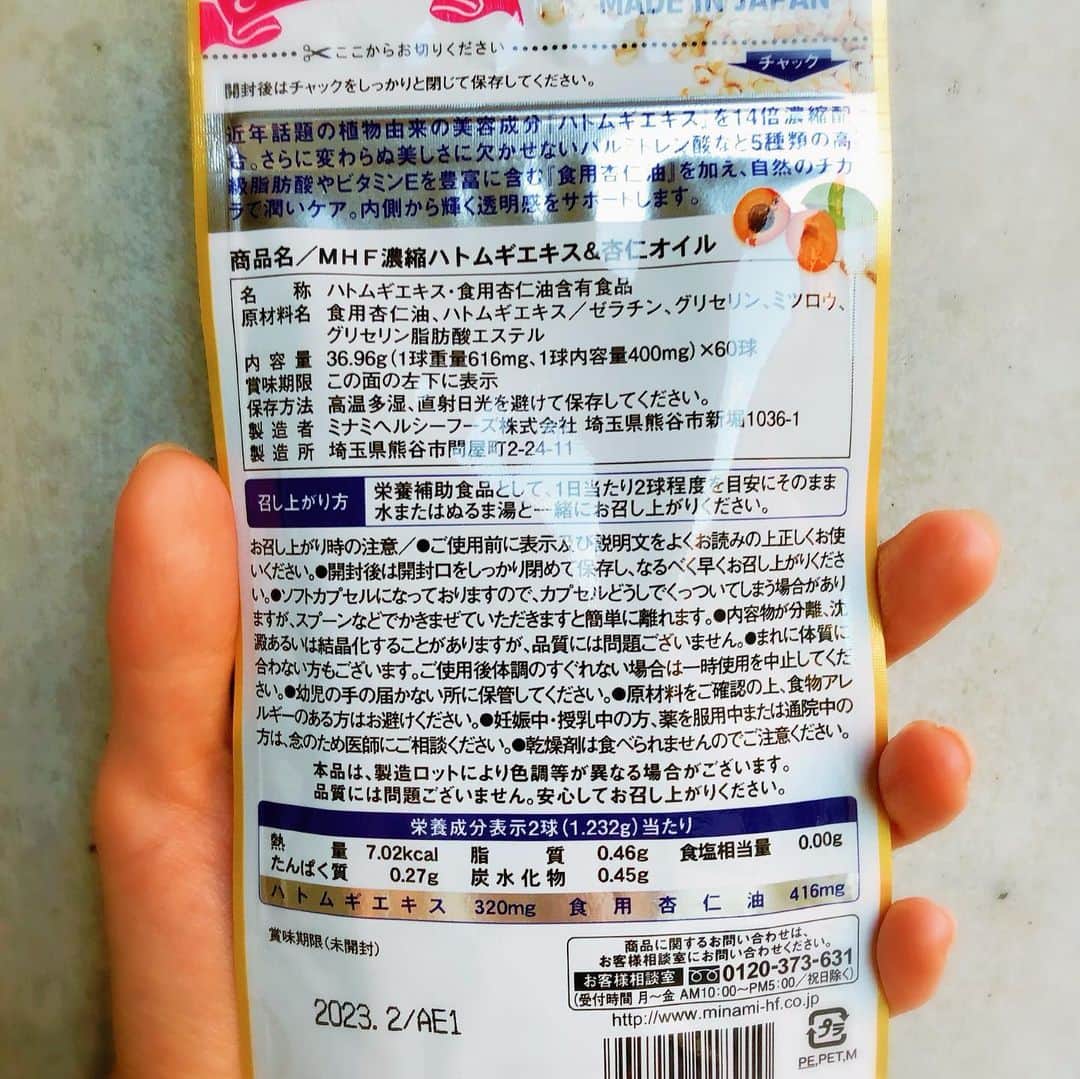 MADE IN JAPAN
ここからお切りください
チャック
開封後はチャックをしっかりと閉じて保存してください。
近年話題の植物由来の美容成分『ハトムギエキス』を14倍濃縮配
合。さらに変わらぬ美しさに欠かせないパルミトレン酸など5種類の高
級脂肪酸やビタミンEを豊富に含む『食用杏仁油』を加え、自然のチカ
ラで潤いケア。内側から輝く透明感をサポートします。
商品名／MHF濃縮ハトムギエキス&杏仁オイル
名称 ハトムギエキス・食用杏仁油含有食品
原材料名 食用杏仁油、ハトムギエキス／ゼラチン、グリセリン、ミツロウ、
グリセリン脂肪酸エステル
内容量 36.96g(1球重量616mg、1球内容量400mg)×60球
賞味期限 この面の左下に表示
保存方法 高温多湿、直射日光を避けて保存してください。
製造者 ミナミヘルシーフーズ株式会社 埼玉県熊谷市新堀1036-1
製造所 埼玉県熊谷市問屋町2-24-11
召し上がり方 栄養補助食品として、1日当たり2球程度を目安にそのまま
水またはぬるま湯と一緒にお召し上がりください。
お召し上がり時の注意／●ご使用前に表示及び説明文をよくお読みの上正しくお使
いください。●開封後は開封口をしっかり閉めて保存し、なるべく早くお召し上がりくださ
い。●ソフトカプセルになっておりますので、カプセルどうしでくっついてしまう場合があり
ますが、スプーンなどでかきまぜていただきますと簡単に離れます。●内容物が分離、沈
澱あるいは結晶化することがありますが、品質には問題ございません。●まれに体質に
合わない方もございます。ご使用後体調のすぐれない場合は一時使用を中止してくだ
さい。●幼児の手の届かない所に保管してください。●原材料をご確認の上、食物アレ
ルギーのある方はお避けください。●妊娠中・授乳中の方、薬を服用中または通院中の
方は、念のため医師にご相談ください。●乾燥剤は食べられませんのでご注意ください。
本品は、製造ロットにより色調等が異なる場合がございます。
品質には問題ございません。安心してお召し上がりください。
栄養成分表示2球(1.232g)当たり
熱量 7.02kcal 脂質 0.46g 食塩相当量 0.00g
たんぱく質 0.27g 炭水化物 0.45g
ハトムギエキス 320mg 食用杏仁油 416mg
賞味期限(未開封)
2023. 2/AE1
商品に関するお問い合わせは、
お客様相談室にお問い合わせください。
お客様相談室 0120-373-631
(受付時間 月～金 AM10:00～PM5:00／祝日除く)
http://www.minami-hf.co.jp
プラ
PE,PET,M